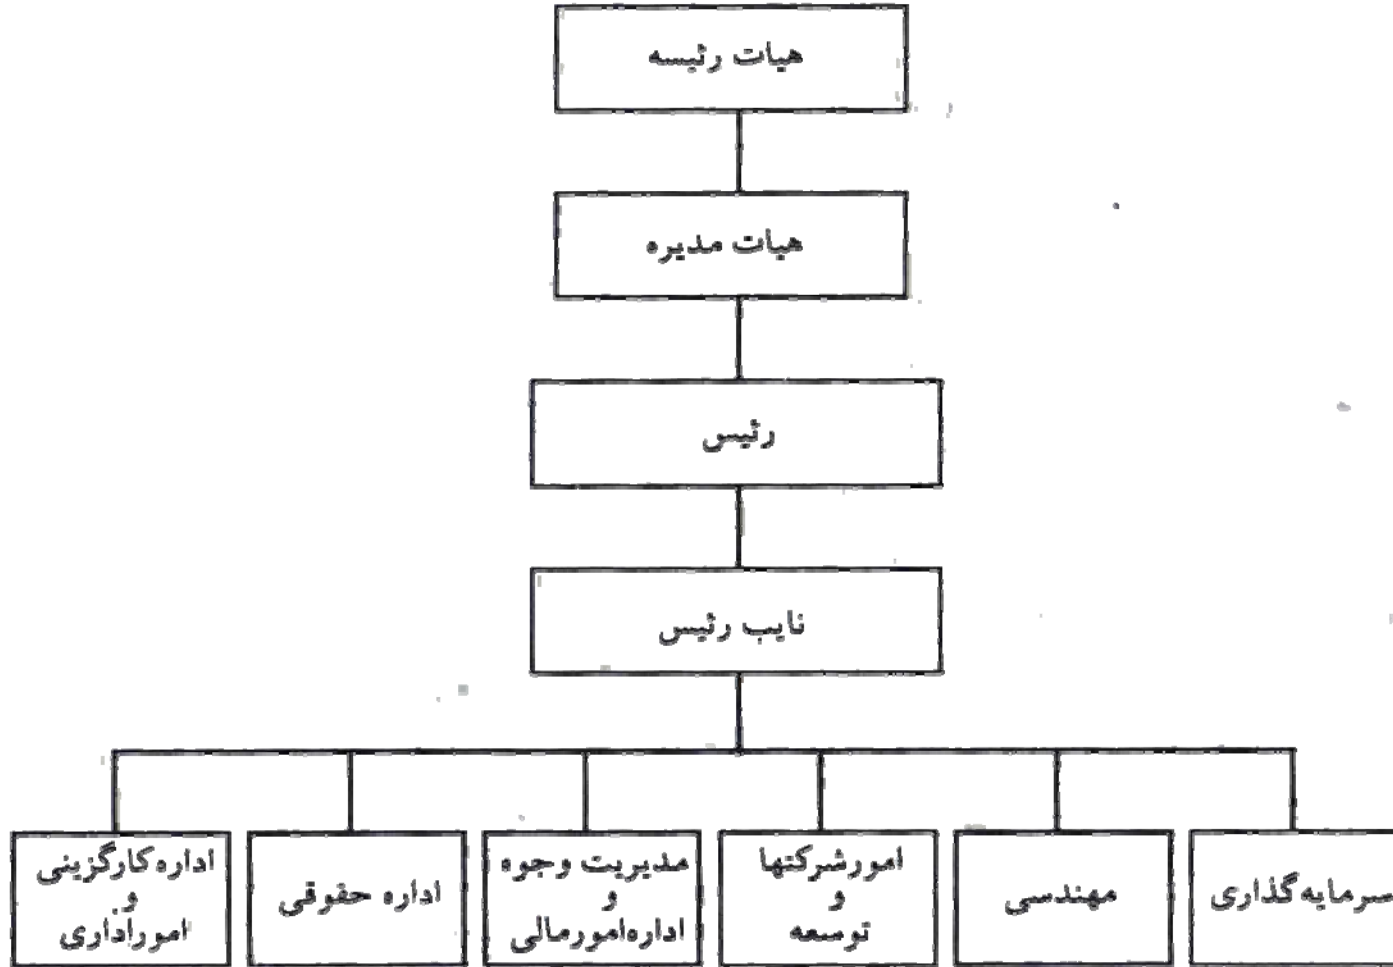 هیات رئیسه
هیات مدیره
رئیس
نایب رئیس
سرمایه‌گذاری
مهندسی
امورشرکتها
و
توسعه
مدیریت وجوه
و
اداره‌امورمالی
اداره حقوقی
اداره‌کارگزینی
و
اموراداری